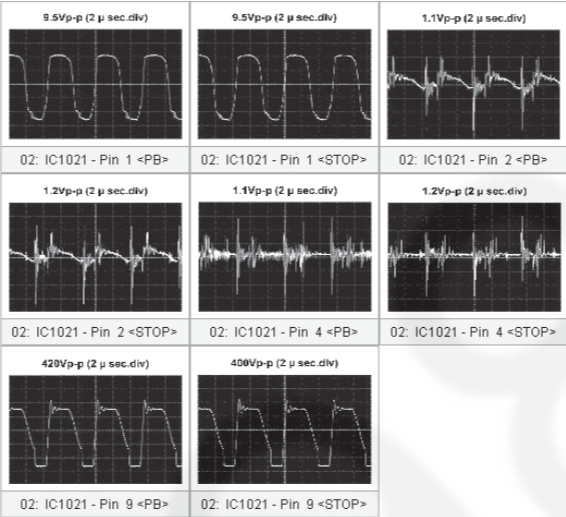 9.5Vp-p (2 µ sec.div)
9.5Vp-p (2 µ sec.div)
1.1Vp-p (2 µ sec.div)
02: IC1021 - Pin 1 <PB>
02: IC1021 - Pin 1 <STOP>
02: IC1021 - Pin 2 <PB>
1.2Vp-p (2 µ sec.div)
1.1Vp-p (2 µ sec.div)
1.2Vp-p (2 µ sec.div)
02: IC1021 - Pin 2 <STOP>
02: IC1021 - Pin 4 <PB>
02: IC1021 - Pin 4 <STOP>
420Vp-p (2 µ sec.div)
400Vp-p (2 µ sec.div)
02: IC1021 - Pin 9 <PB>
02: IC1021 - Pin 9 <STOP>